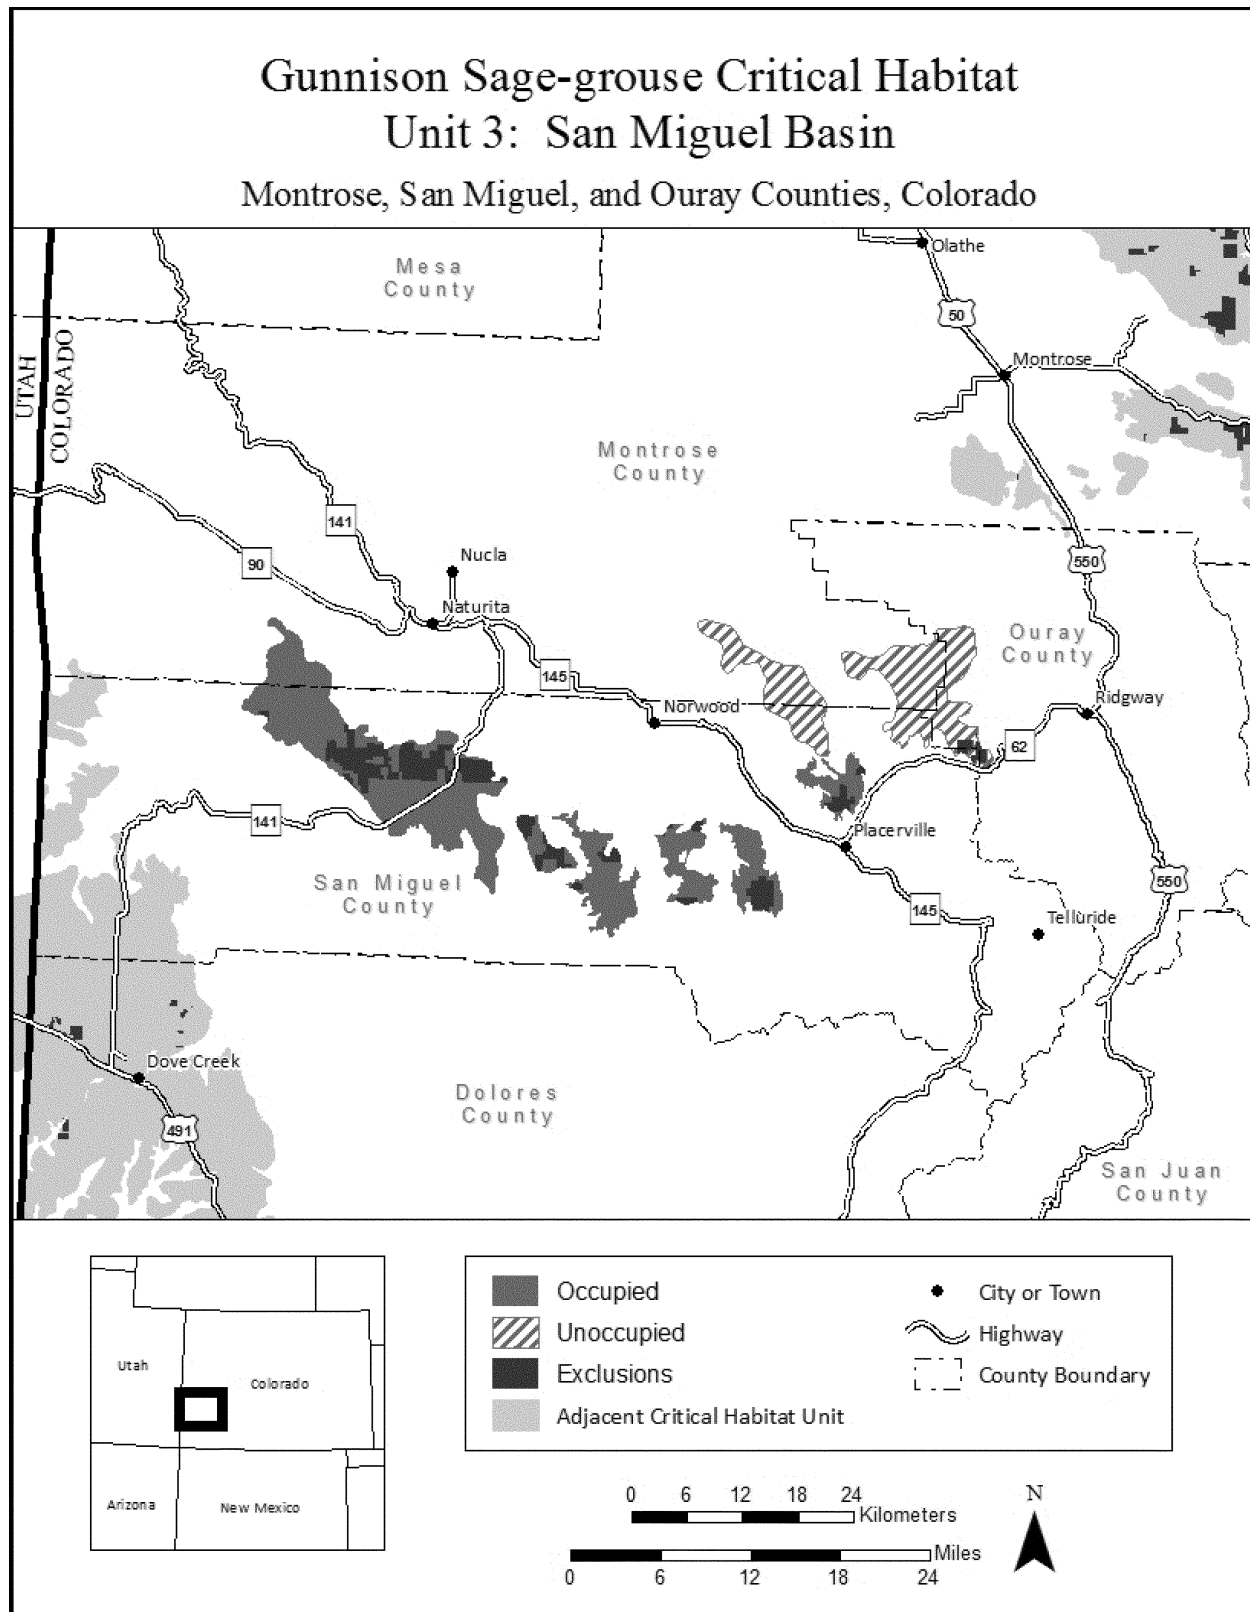 Gunnison Sage-grouse Critical Habitat
Unit 3: San Miguel Basin
Montrose, San Miguel, and Ouray Counties, Colorado
Olathe
Mesa
County
50
UTAH
COLORADO
Montrose
Montrose
County
141
90
Nucla
550
Naturita
Ouray
County
145
Norwood
Ridgway
62
141
Placerville
San Miguel
County
550
145
Telluride
Dove Creek
Dolores
County
491
San Juan
County
Utah
Colorado
Arizona
New Mexico
Occupied
Unoccupied
Exclusions
Adjacent Critical Habitat Unit
City or Town
Highway
County Boundary
0 6 12 18 24
Kilometers
Miles
0 6 12 18 24
N